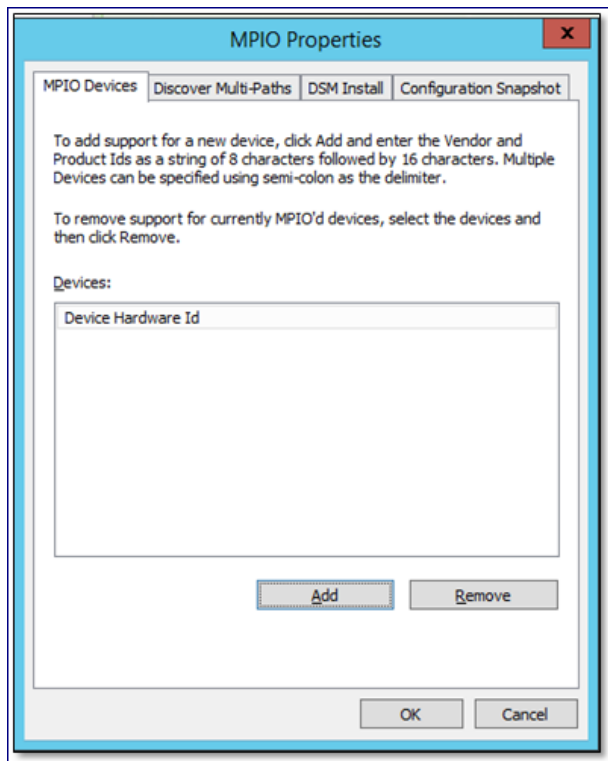 MPIO Properties
x
MPIO Devices Discover Multi-Paths DSM Install Configuration Snapshot
To add support for a new device, click Add and enter the Vendor and
Product Ids as a string of 8 characters followed by 16 characters. Multiple
Devices can be specified using semi-colon as the delimiter.
To remove support for currently MPIO'd devices, select the devices and
then click Remove.
Devices:
Device Hardware Id
Add Remove
OK Cancel